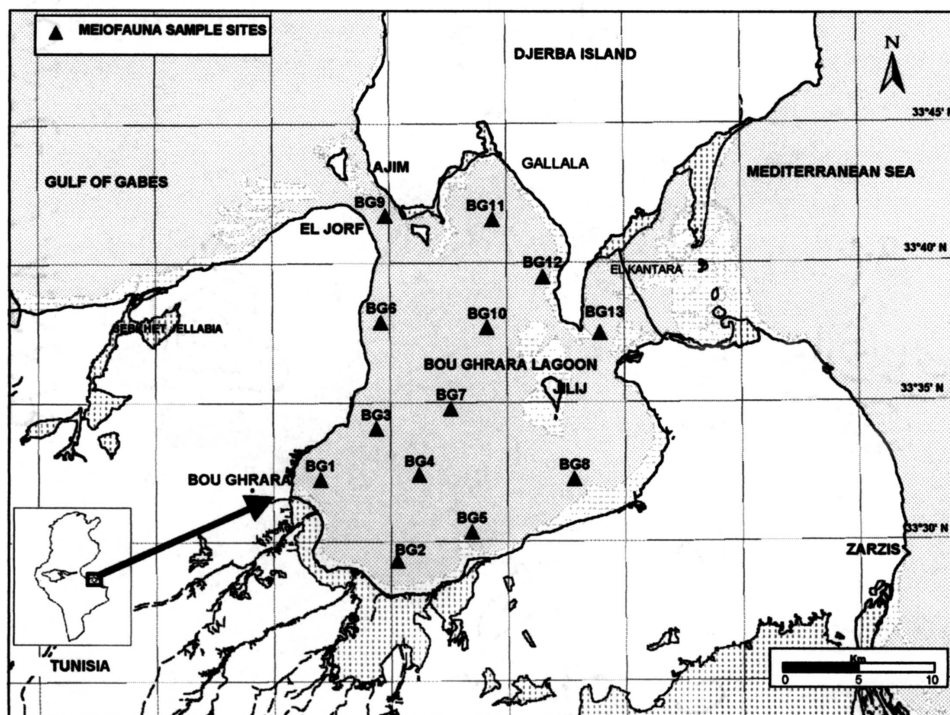 MEIOFAUNA SAMPLE SITES
DJERBA ISLAND
N
33°45' N
AJIM
GALLALA
GULF OF GABES
MEDITERRANEAN SEA
BG9
BG11
EL JORF
33°40' N
BG12
EL KANTARA
BG6
BG10
BG13
BOU GHRARA LAGOON
JILIJ
33°35' N
BG7
BG3
BOU GHRARA
BG1
BG4
BG8
BG5
33°30' N
BG2
ZARZIS
TUNISIA
Km
0 5 10